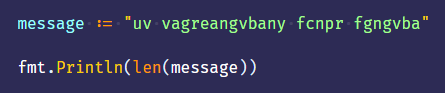 message := "uv vagreangvbany fcnpr fgngvba"
fmt.Println(len(message))